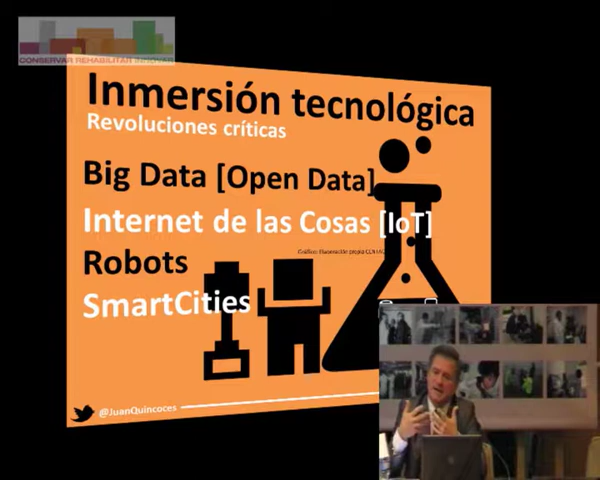 CONSERVAR REHABILITAR
Inmersión tecnológica
Revoluciones críticas
Big Data [Open Data]
Internet de las Cosas [IoT]
Robots
SmartCities
@JuanQuincoces